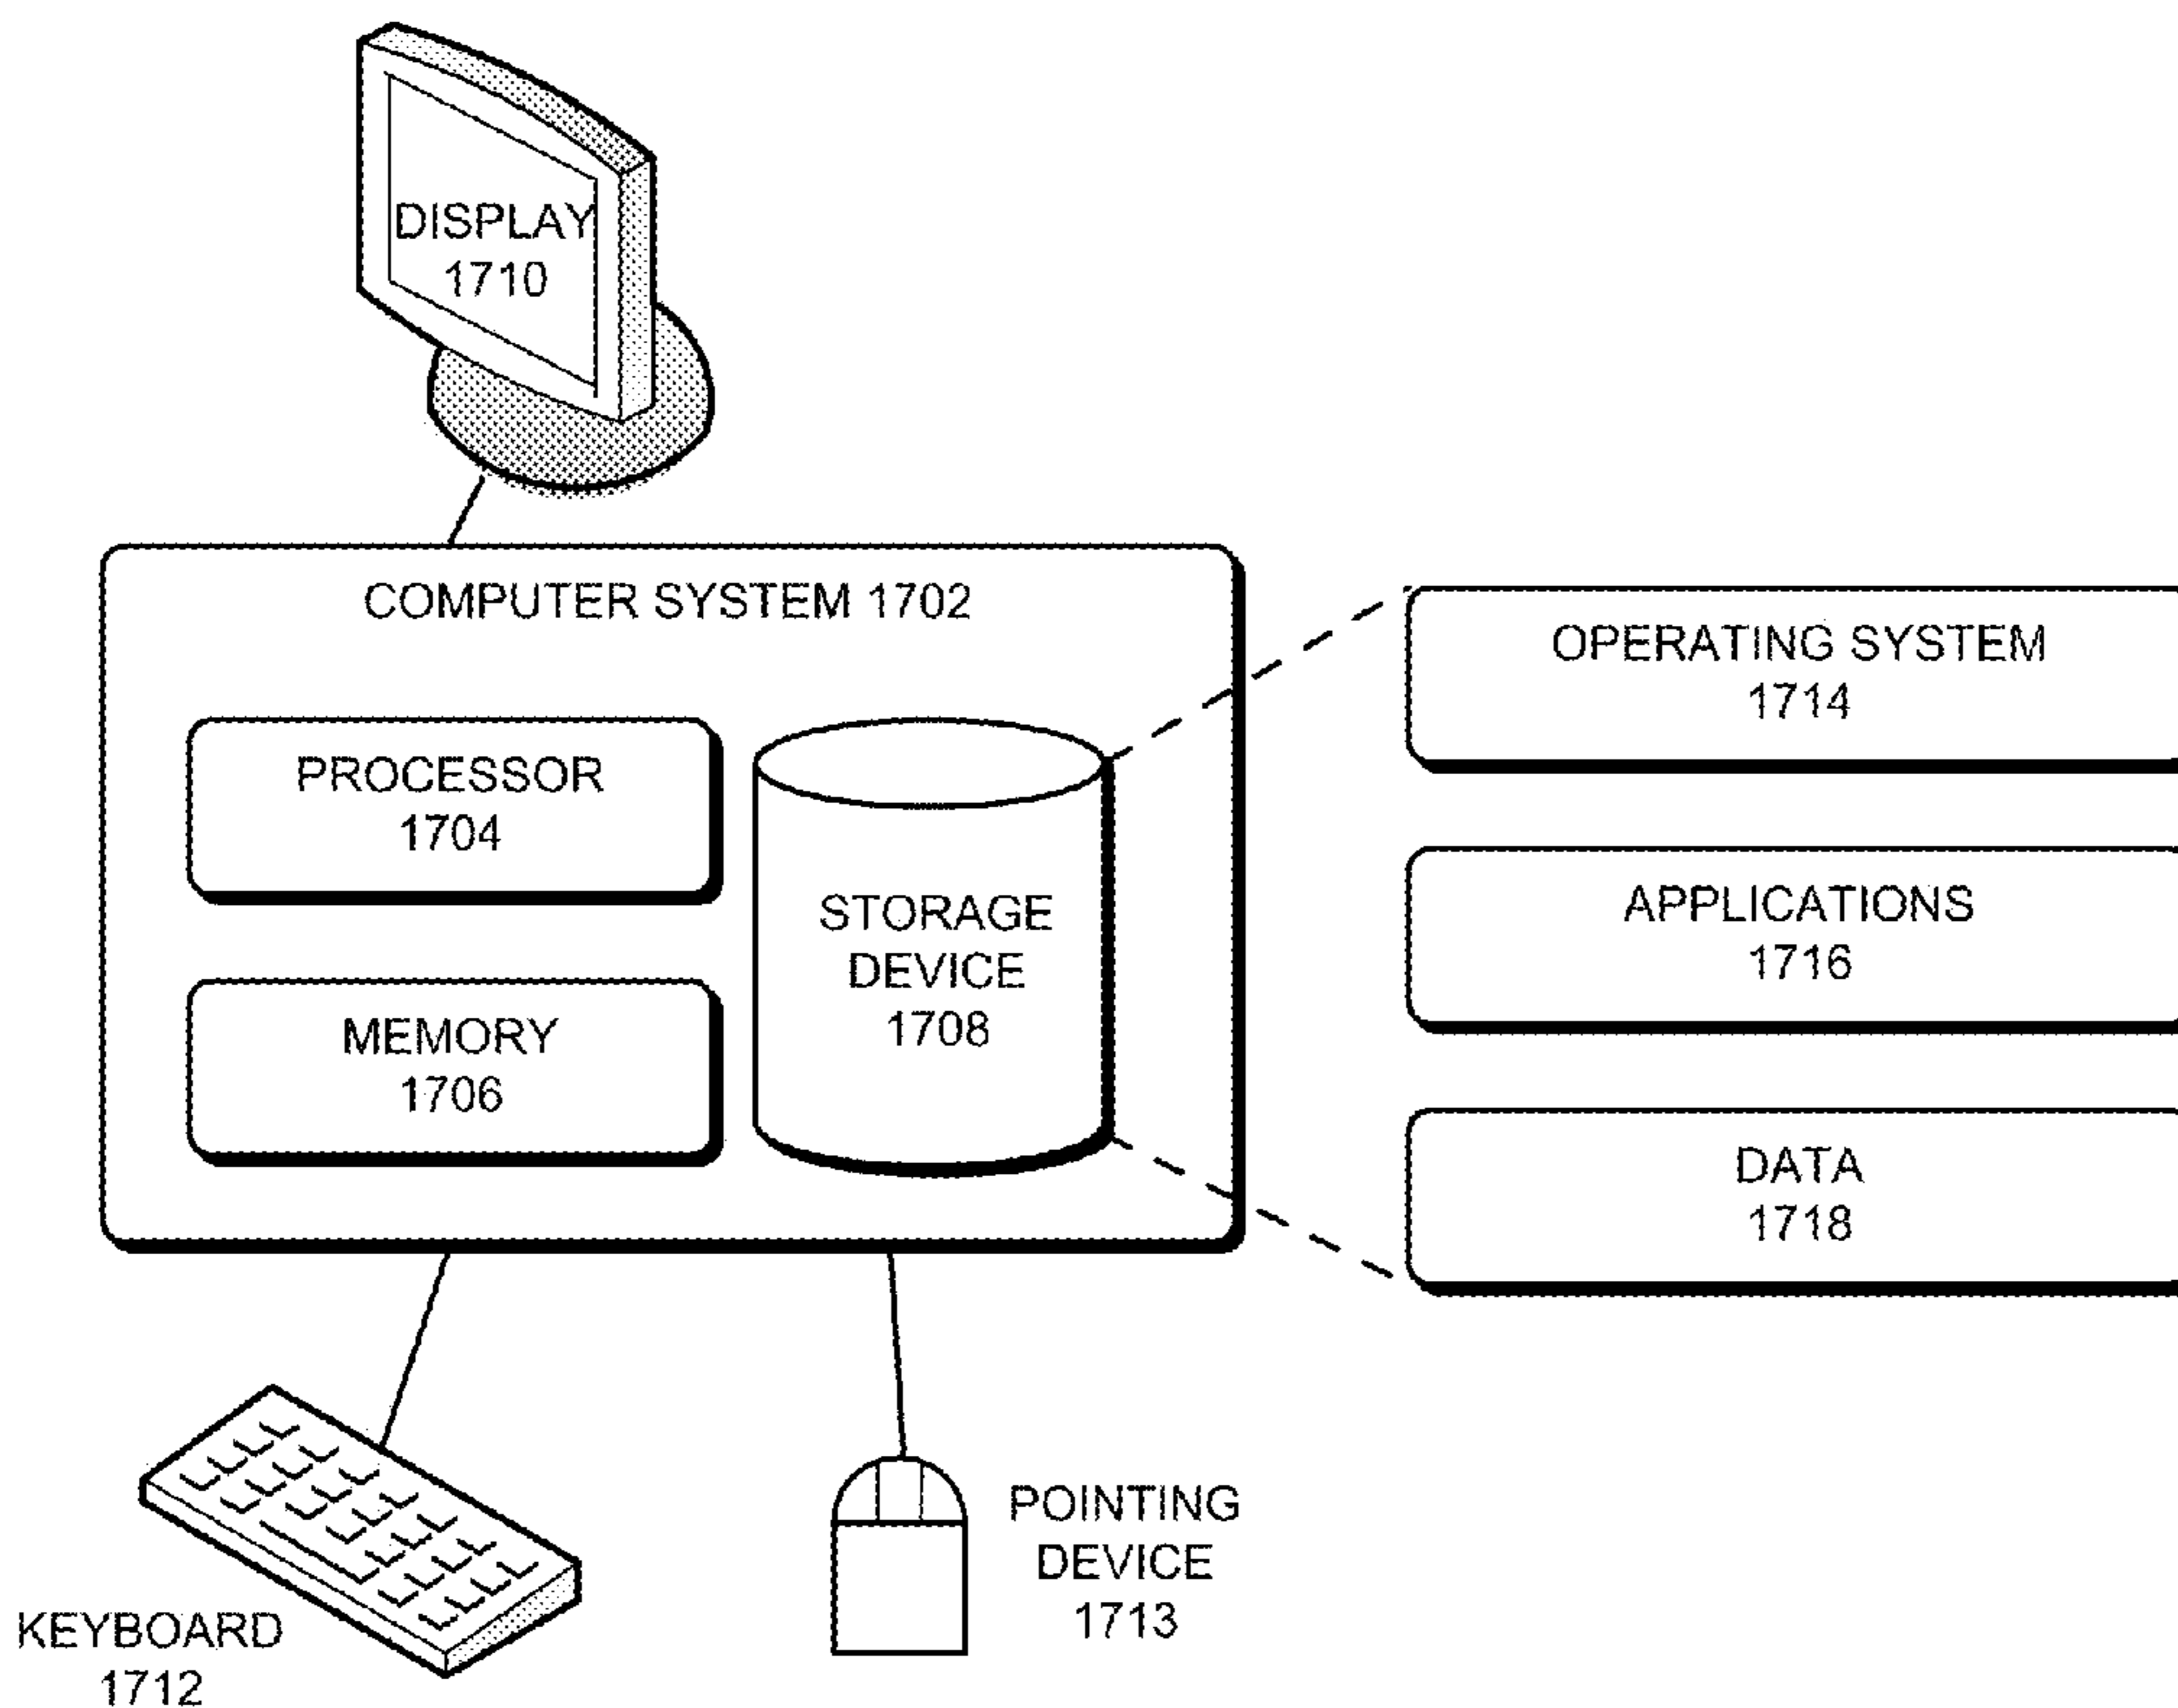 DISPLAY
1710
COMPUTER SYSTEM 1702
PROCESSOR
1704
MEMORY
1706
STORAGE
DEVICE
1708
OPERATING SYSTEM
1714
APPLICATIONS
1716
DATA
1718
KEYBOARD
1712
POINTING
DEVICE
1713